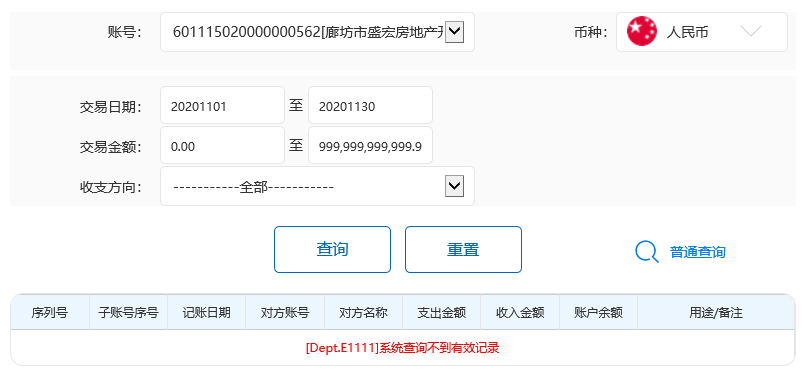 账号： 601115020000000562[廊坊市盛宏房地产开 币种： 人民币
交易日期： 20201101 至 20201130
交易金额： 0.00 至 999,999,999,999.9
收支方向： -----------全部-----------
查询 重置 普通查询
序列号 子账号序号 记账日期 对方账号 对方名称 支出金额 收入金额 账户余额 用途/备注
[Dept.E1111]系统查询不到有效记录